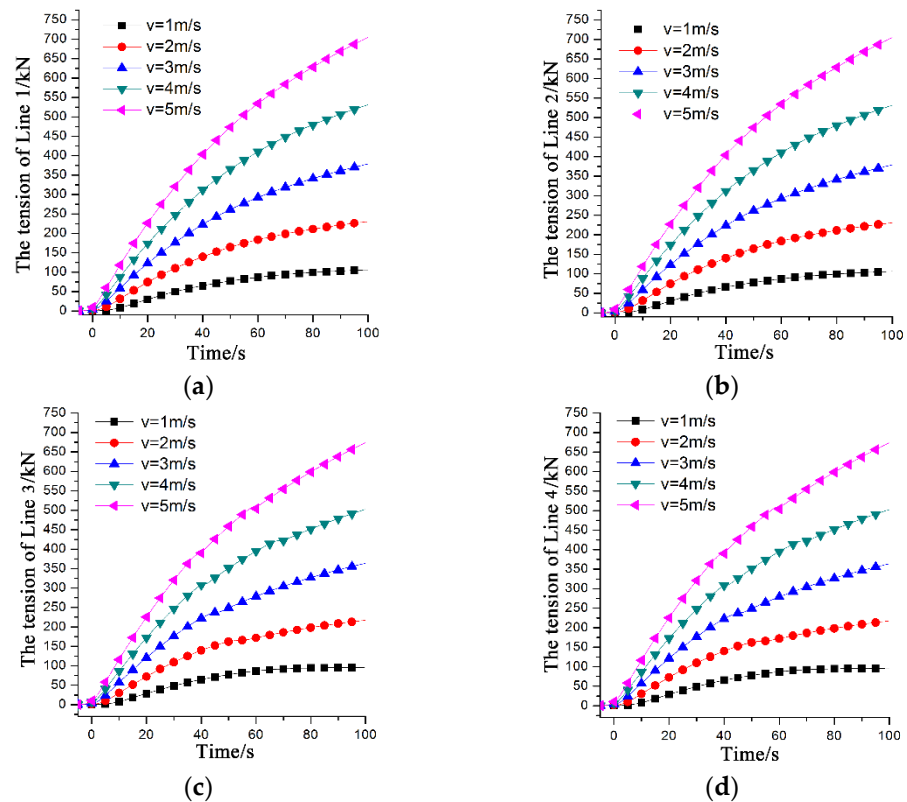 The tension of Line 1/kN
750
700
650
600
550
500
450
400
350
300
250
200
150
100
50
0
v=1m/s
v=2m/s
v=3m/s
v=4m/s
v=5m/s
0 20 40 60 80 100
Time/s
(a)
The tension of Line 2/kN
750
700
650
600
550
500
450
400
350
300
250
200
150
100
50
0
v=1m/s
v=2m/s
v=3m/s
v=4m/s
v=5m/s
0 20 40 60 80 100
Time/s
(b)
The tension of Line 3/kN
750
700
650
600
550
500
450
400
350
300
250
200
150
100
50
0
v=1m/s
v=2m/s
v=3m/s
v=4m/s
v=5m/s
0 20 40 60 80 100
Time/s
(c)
The tension of Line 4/kN
750
700
650
600
550
500
450
400
350
300
250
200
150
100
50
0
v=1m/s
v=2m/s
v=3m/s
v=4m/s
v=5m/s
0 20 40 60 80 100
Time/s
(d)